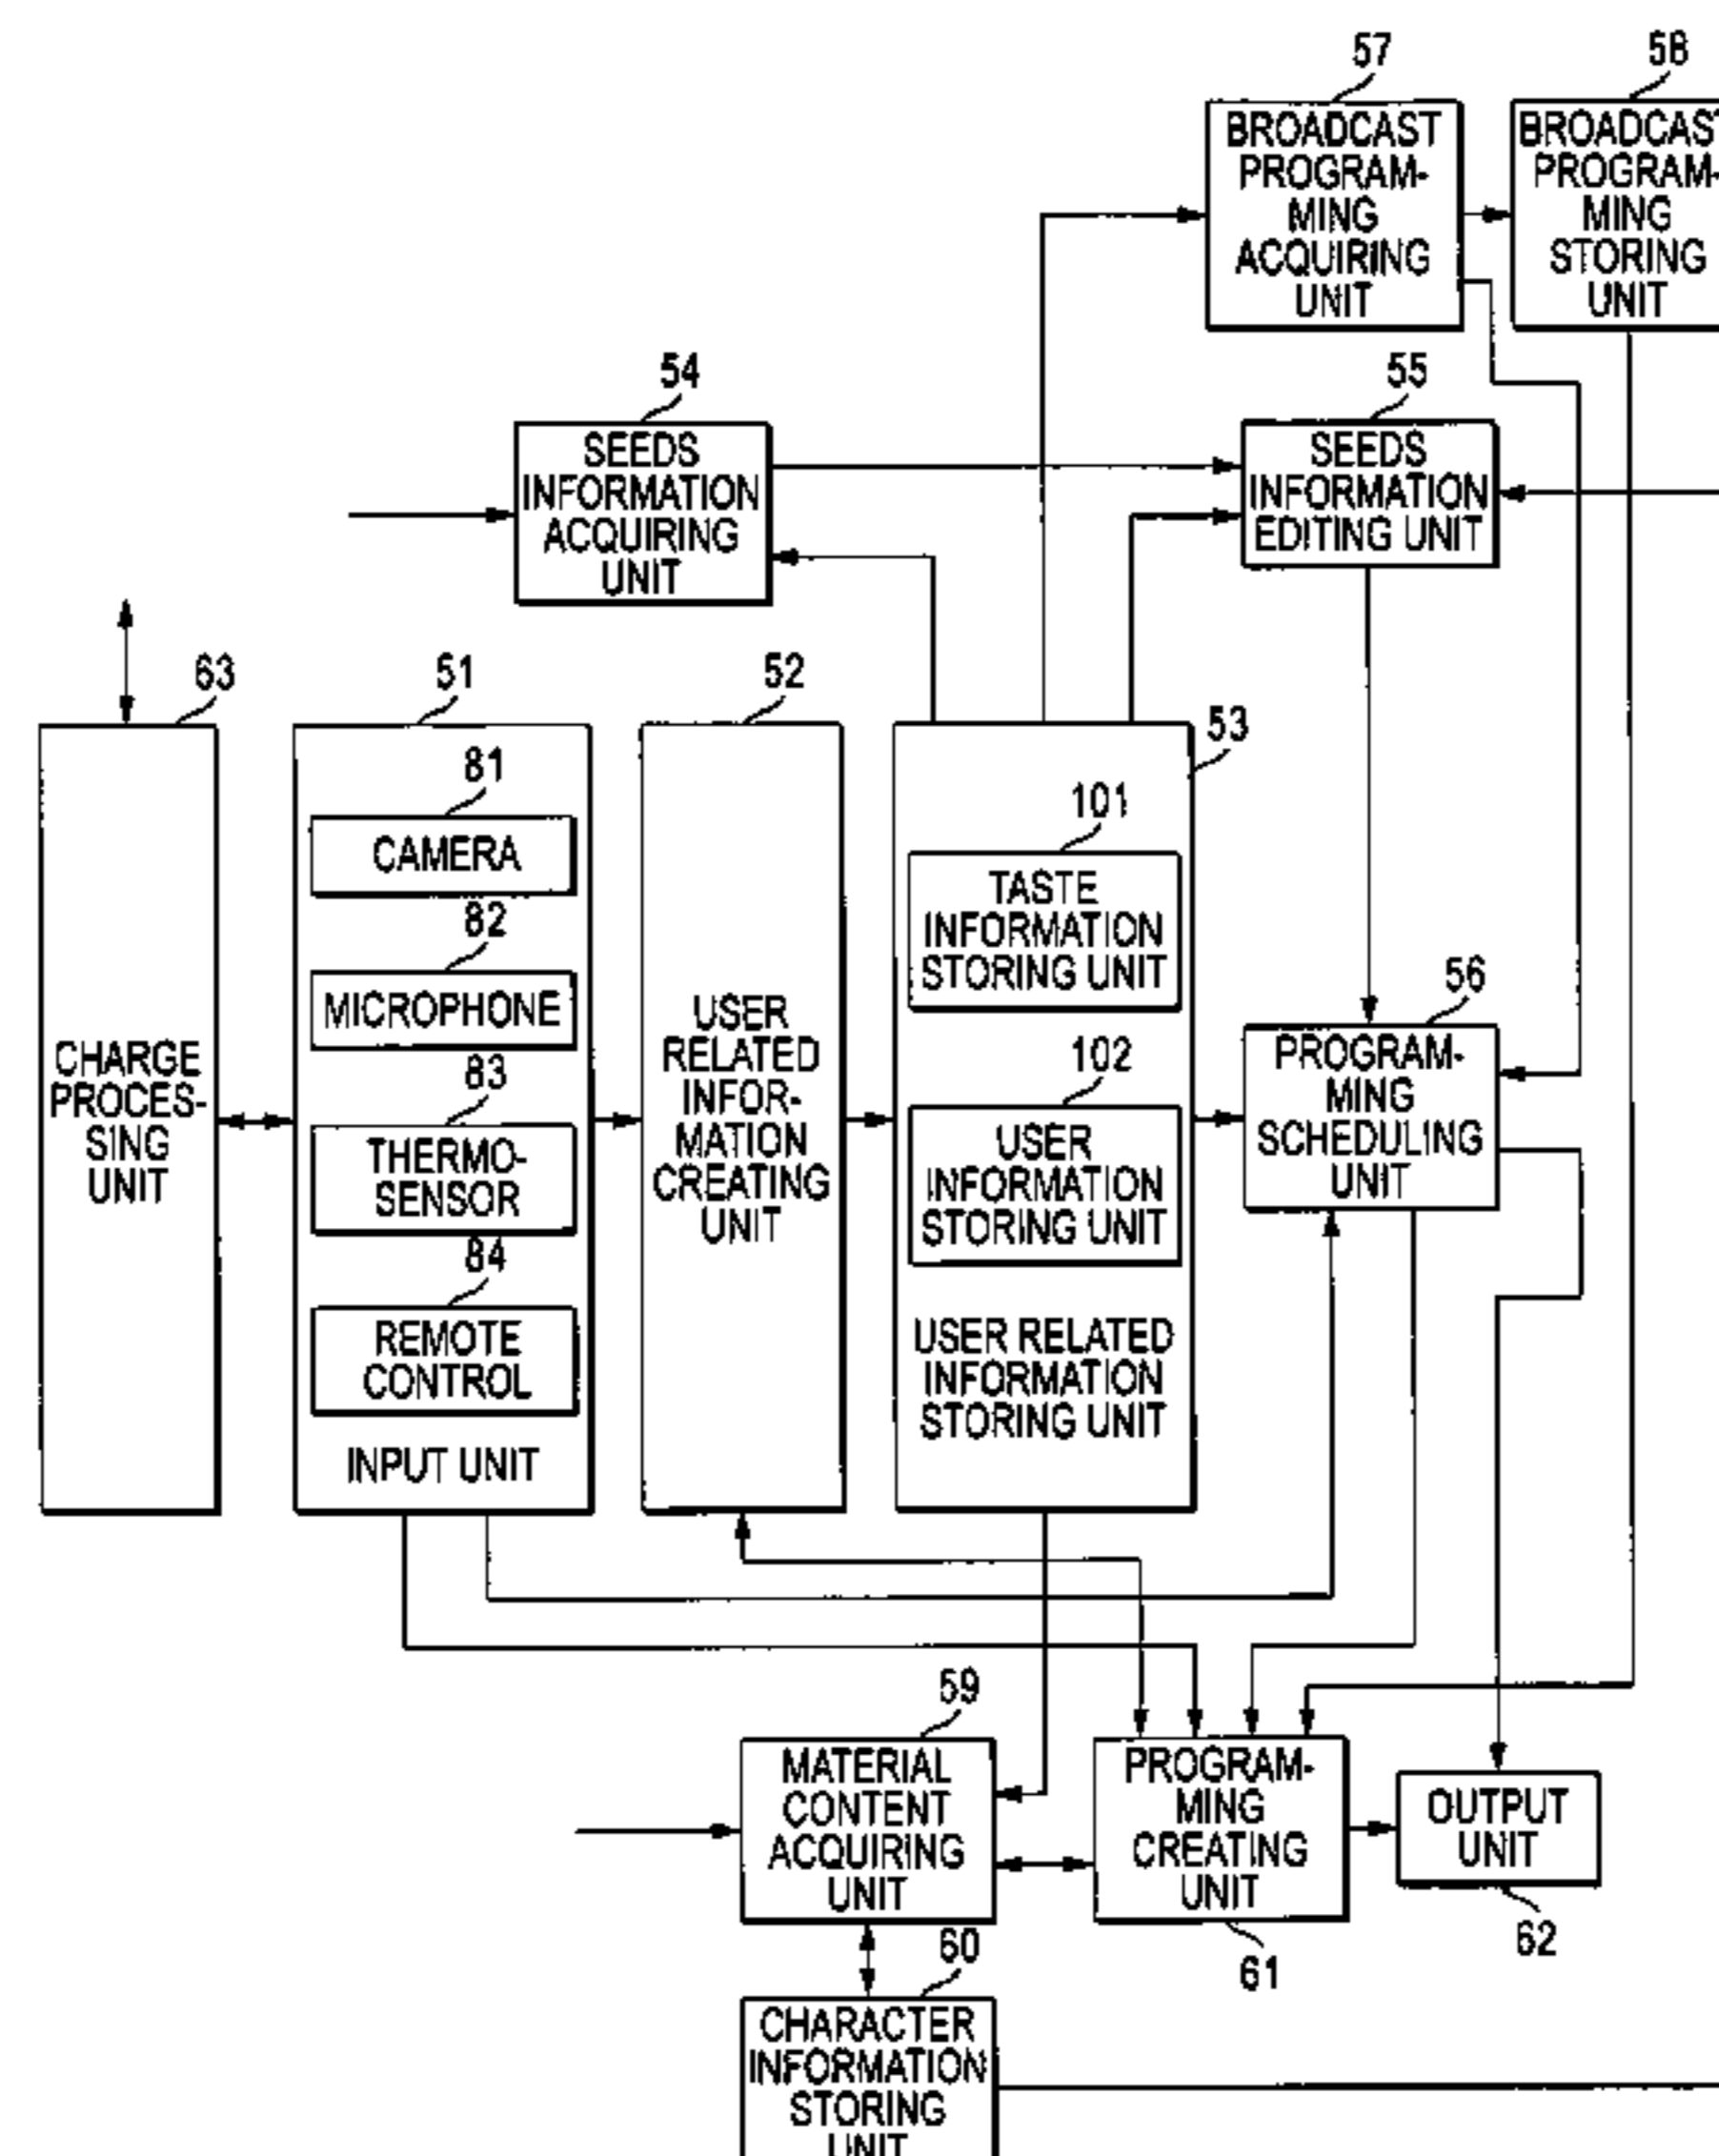 57
58
BROADCAST
PROGRAM-
MING
ACQUIRING
UNIT
BROADCAST
PROGRAM-
MING
STORING
UNIT
54
55
SEEDS
INFORMATION
ACQUIRING
UNIT
SEEDS
INFORMATION
EDITING UNIT
63
51
52
53
CHARGE
PROCES-
SING
UNIT
81
CAMERA
82
MICROPHONE
83
THERMO-
SENSOR
84
REMOTE
CONTROL
INPUT UNIT
USER
RELATED
INFOR-
MATION
CREATING
UNIT
101
TASTE
INFORMATION
STORING UNIT
102
USER
INFORMATION
STORING UNIT
USER RELATED
INFORMATION
STORING UNIT
56
PROGRAM-
MING
SCHEDULING
UNIT
59
MATERIAL
CONTENT
ACQUIRING
UNIT
PROGRAM-
MING
CREATING
UNIT
61
OUTPUT
UNIT
62
60
CHARACTER
INFORMATION
STORING
UNIT